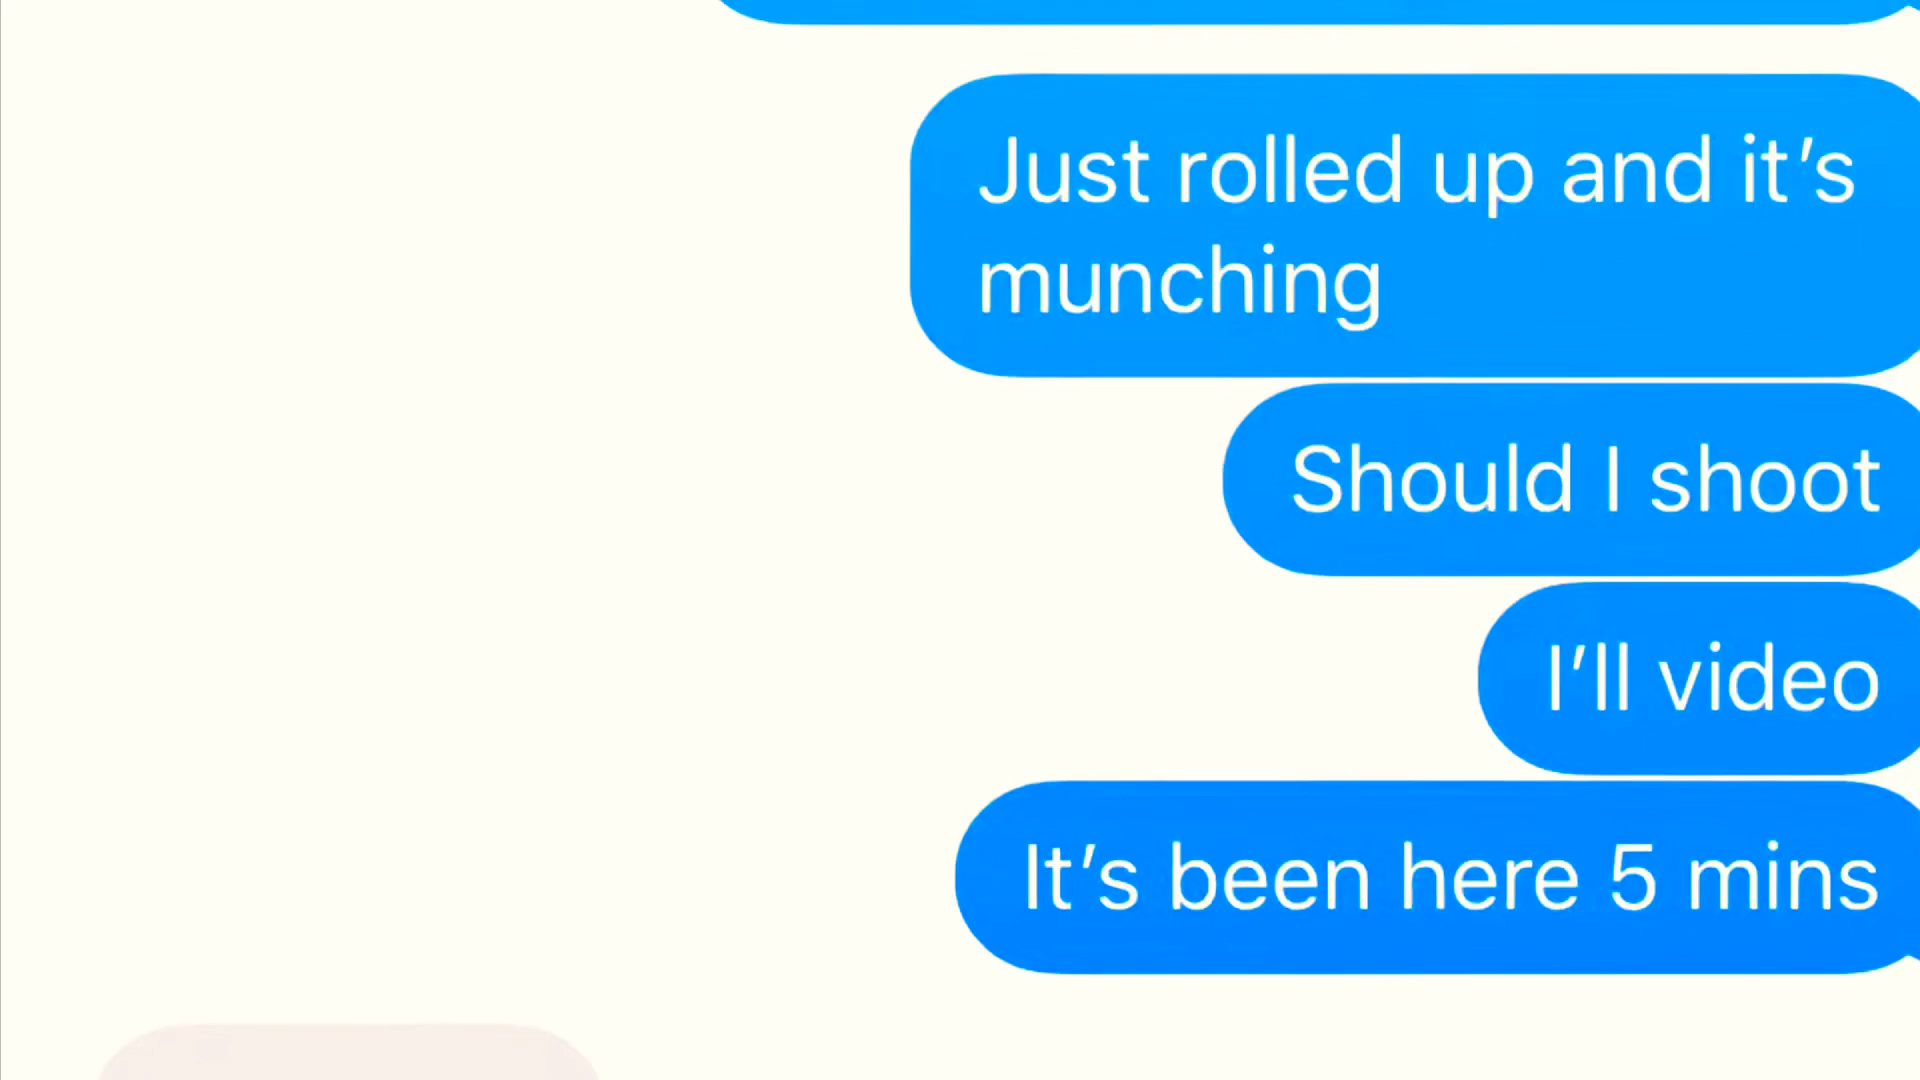 Just rolled up and it’s
munching
Should I shoot
I’ll video
It’s been here 5 mins